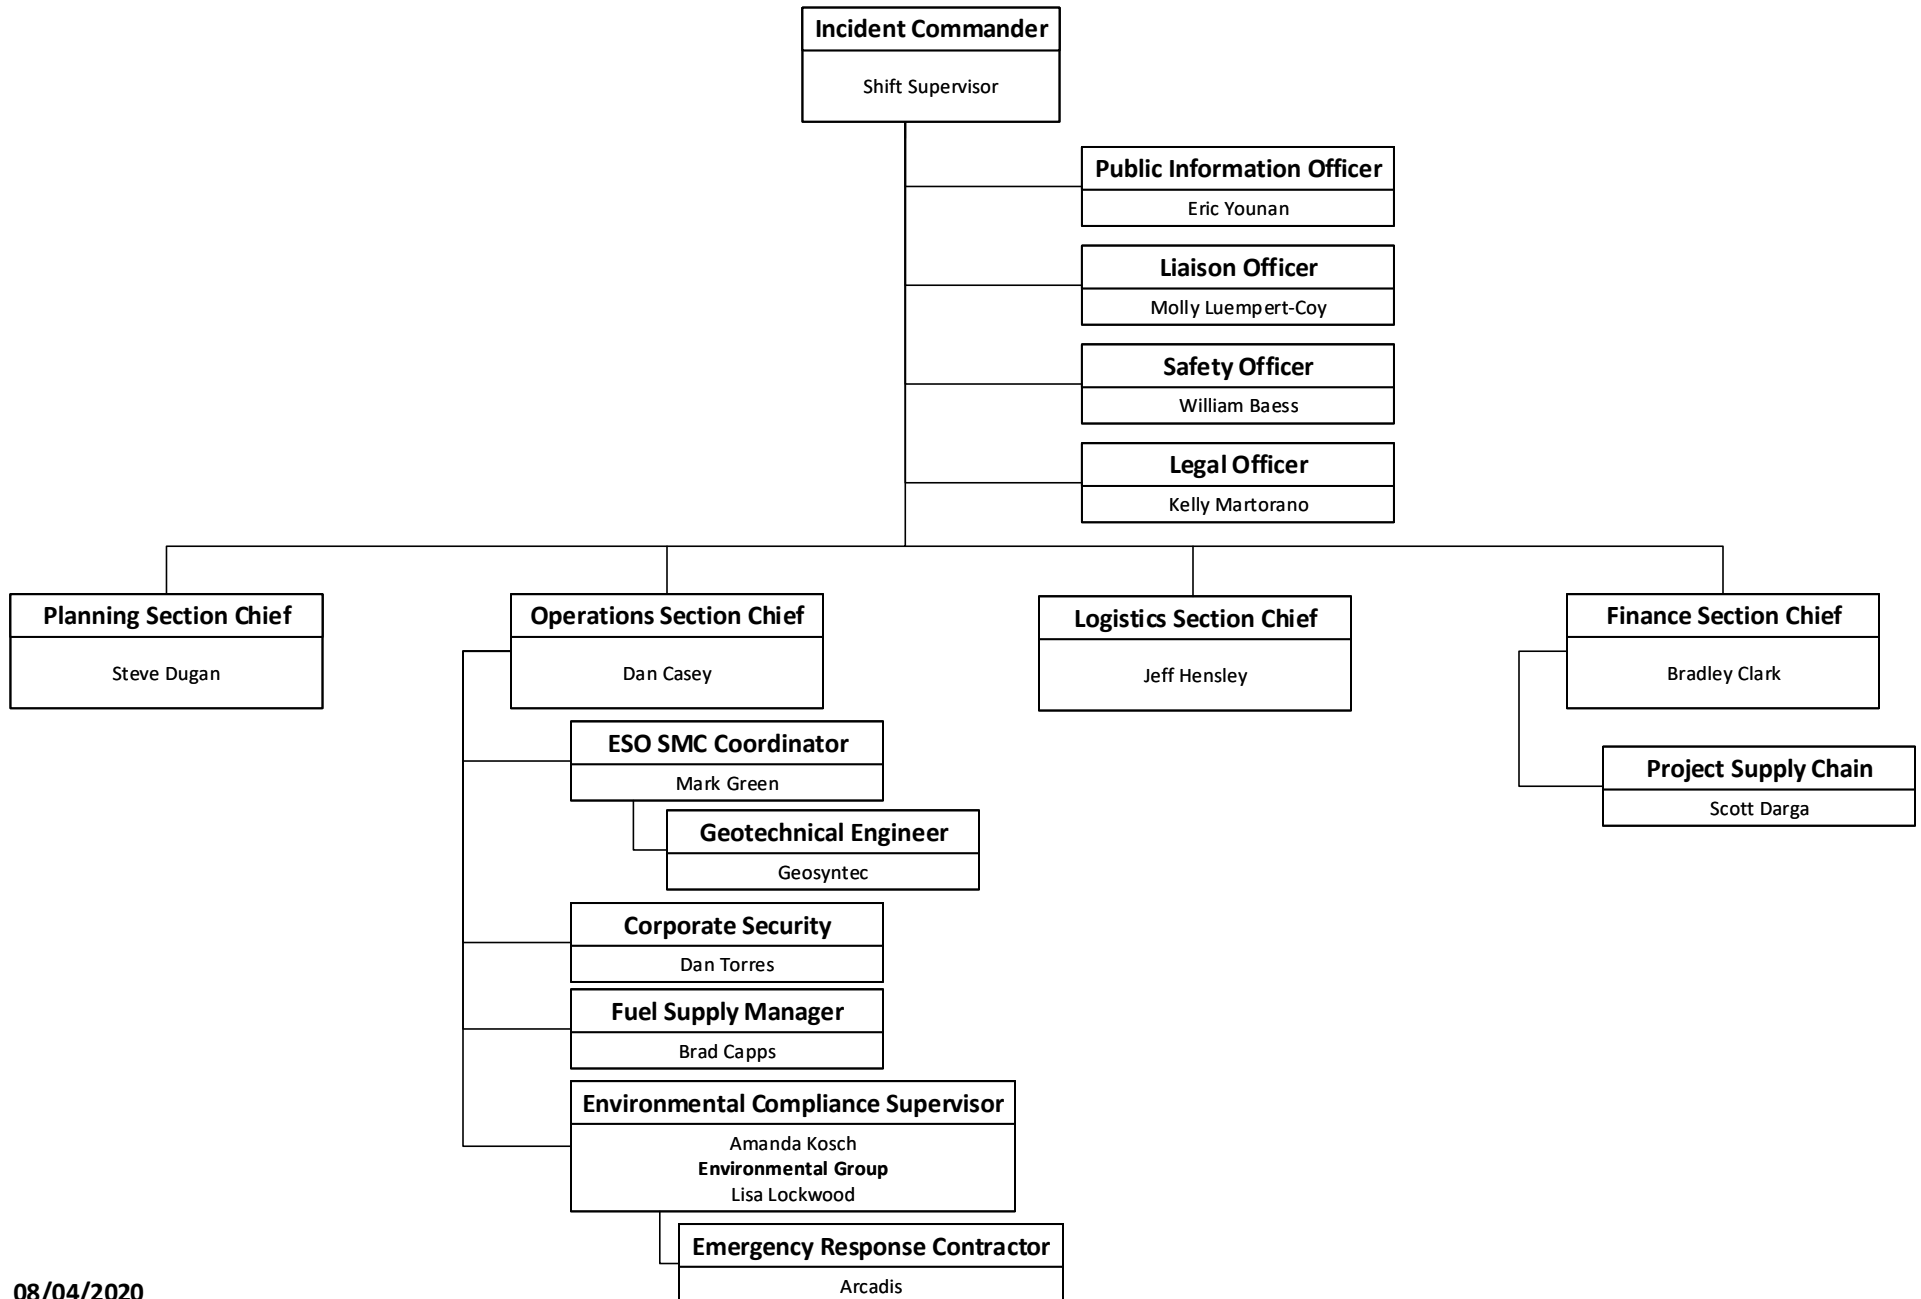 Incident Commander
Shift Supervisor
Public Information Officer
Eric Younan
Liaison Officer
Molly Luempert-Coy
Safety Officer
William Baess
Legal Officer
Kelly Martorano
Planning Section Chief
Steve Dugan
Operations Section Chief
Dan Casey
ESO SMC Coordinator
Mark Green
Geotechnical Engineer
Geosyntec
Corporate Security
Dan Torres
Fuel Supply Manager
Brad Capps
Environmental Compliance Supervisor
Amanda Kosch
Environmental Group
Lisa Lockwood
Emergency Response Contractor
Arcadis
Logistics Section Chief
Jeff Hensley
Finance Section Chief
Bradley Clark
Project Supply Chain
Scott Darga
08/04/2020